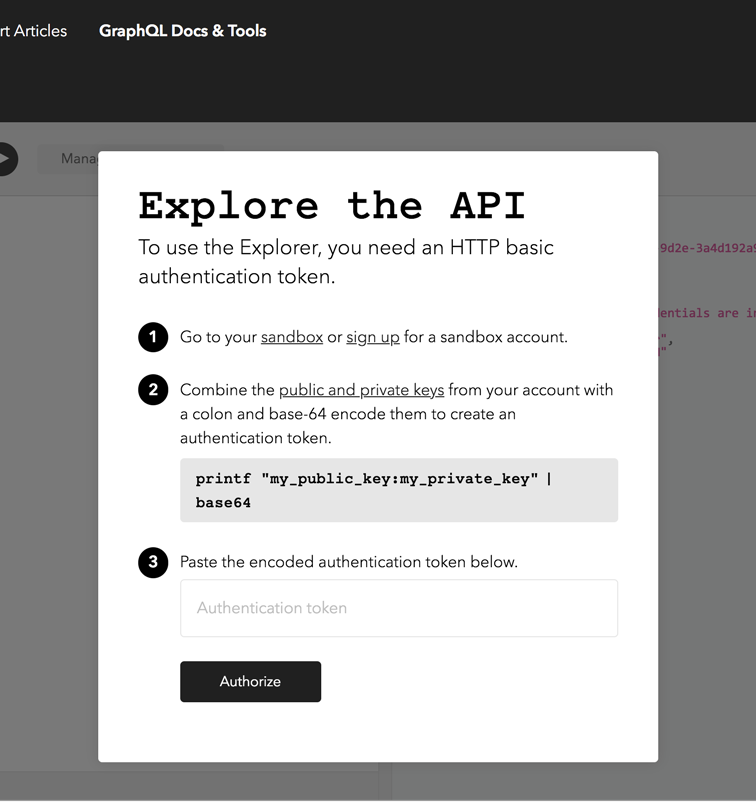 rt Articles GraphQL Docs & Tools
Mana
Explore the API
To use the Explorer, you need an HTTP basic
authentication token.
9d2e-3a4d192a9
1 Go to your sandbox or sign up for a sandbox account.
entials are in
2 Combine the public and private keys from your account with
a colon and base-64 encode them to create an
authentication token.
printf "my_public_key:my_private_key" |
base64
3 Paste the encoded authentication token below.
Authentication token
Authorize